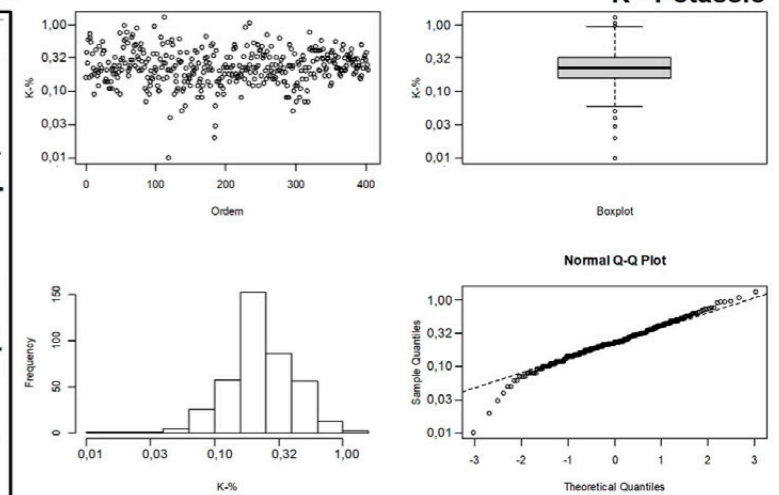 1,00
0,32
0,10
0,03
0,01
K-%
0 100 200 300 400
Ordem
1,00
0,32
0,10
0,03
0,01
K-%
Boxplot
150
100
50
0
Frequency
0,01 0,03 0,10 0,32 1,00
K-%
Normal Q-Q Plot
1,00
0,32
0,10
0,03
0,01
Sample Quantiles
-3 -2 -1 0 1 2 3
Theoretical Quantiles